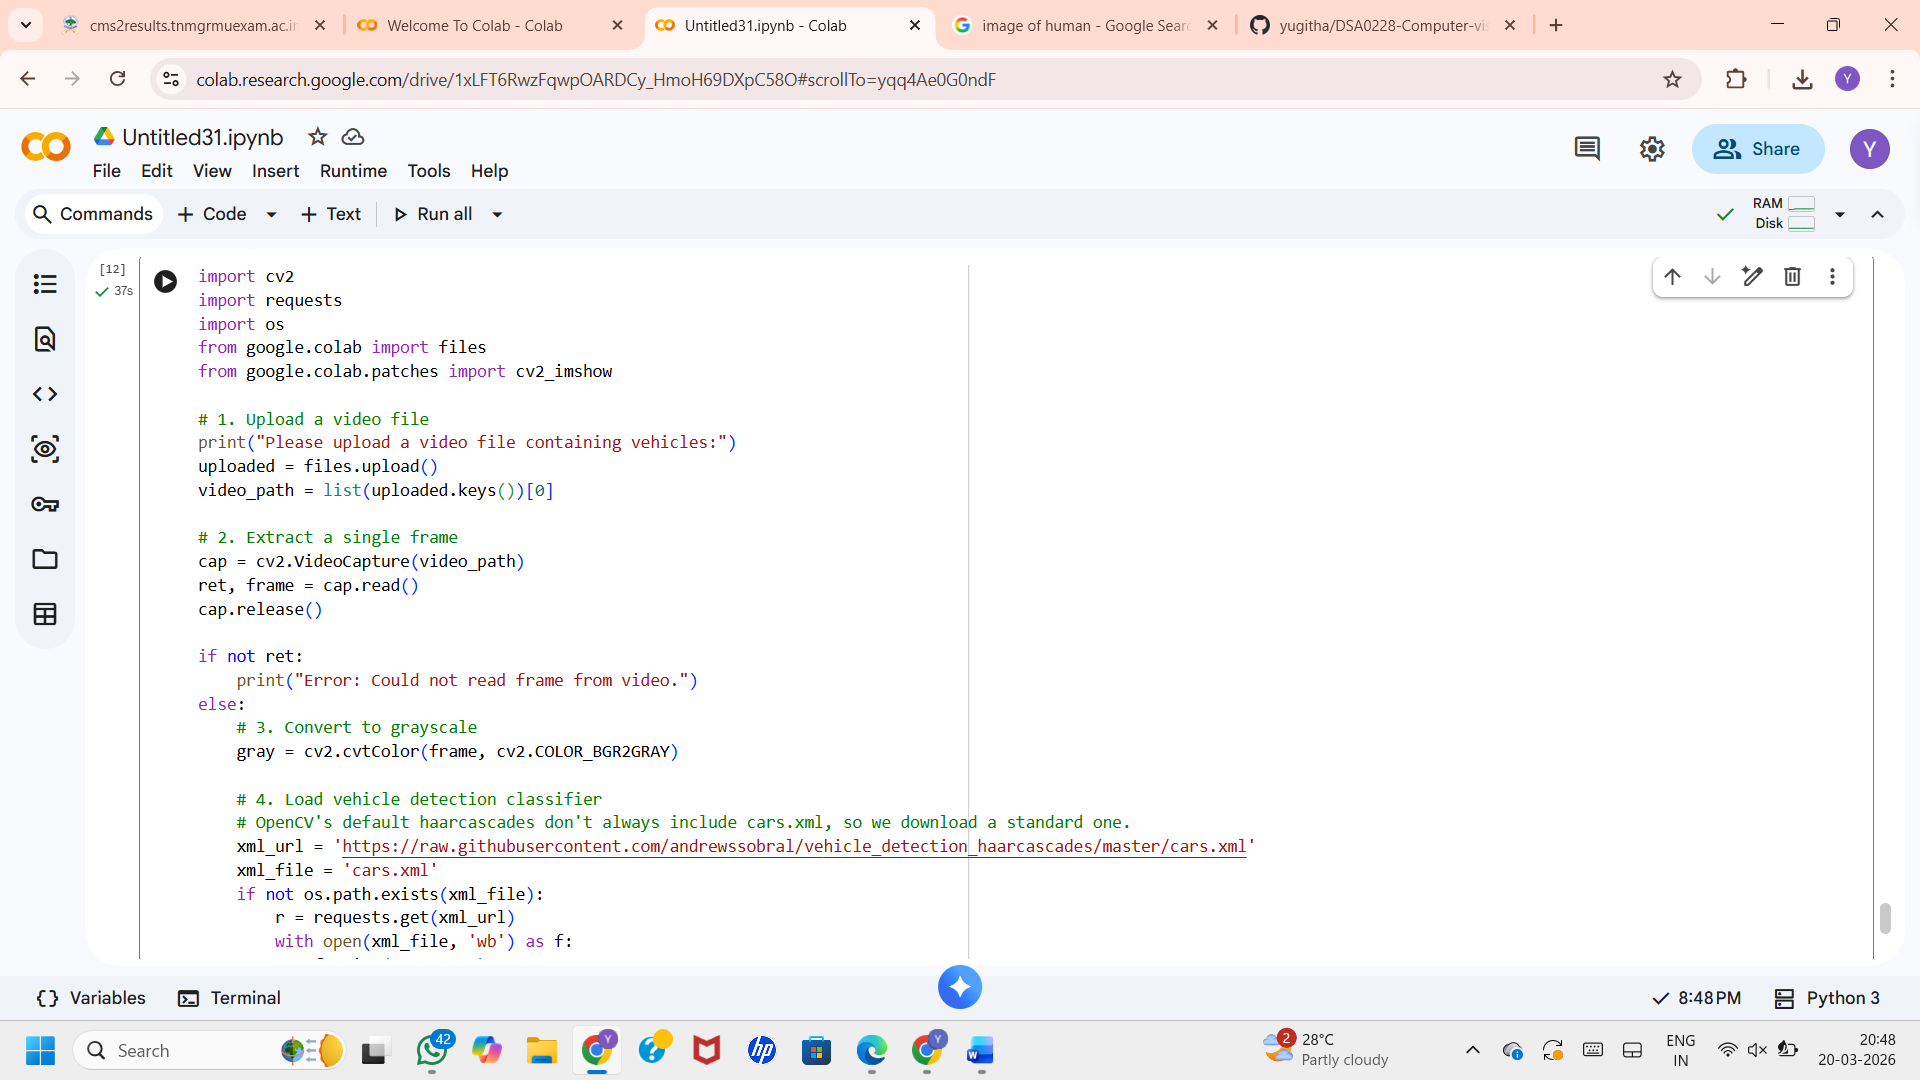 cms2results.tnmgrmuexam.ac.in
Welcome To Colab - Colab
Untitled31.ipynb - Colab
image of human - Google Searc
yugitha/DSA0228-Computer-vis
colab.research.google.com/drive/1xLFT6RwzFqwpOARDCy_HmoH69DXpC58O#scrollTo=yqq4Ae0G0ndF
Y
Untitled31.ipynb
Share
Y
File Edit View Insert Runtime Tools Help
Commands + Code + Text Run all
RAM
Disk
[12]
37s
import cv2
import requests
import os
from google.colab import files
from google.colab.patches import cv2_imshow
# 1. Upload a video file
print("Please upload a video file containing vehicles:")
uploaded = files.upload()
video_path = list(uploaded.keys())[0]
# 2. Extract a single frame
cap = cv2.VideoCapture(video_path)
ret, frame = cap.read()
cap.release()
if not ret:
print("Error: Could not read frame from video.")
else:
# 3. Convert to grayscale
gray = cv2.cvtColor(frame, cv2.COLOR_BGR2GRAY)
# 4. Load vehicle detection classifier
# OpenCV's default haarcascades don't always include cars.xml, so we download a standard one.
xml_url = 'https://raw.githubusercontent.com/andrewssobral/vehicle_detection_haarcascades/master/cars.xml'
xml_file = 'cars.xml'
if not os.path.exists(xml_file):
r = requests.get(xml_url)
with open(xml_file, 'wb') as f:
Variables
Terminal
8:48 PM
Python 3
Search
42
Y
hp
Y
W
2
28°C
Partly cloudy
ENG
IN
20:48
20-03-2026